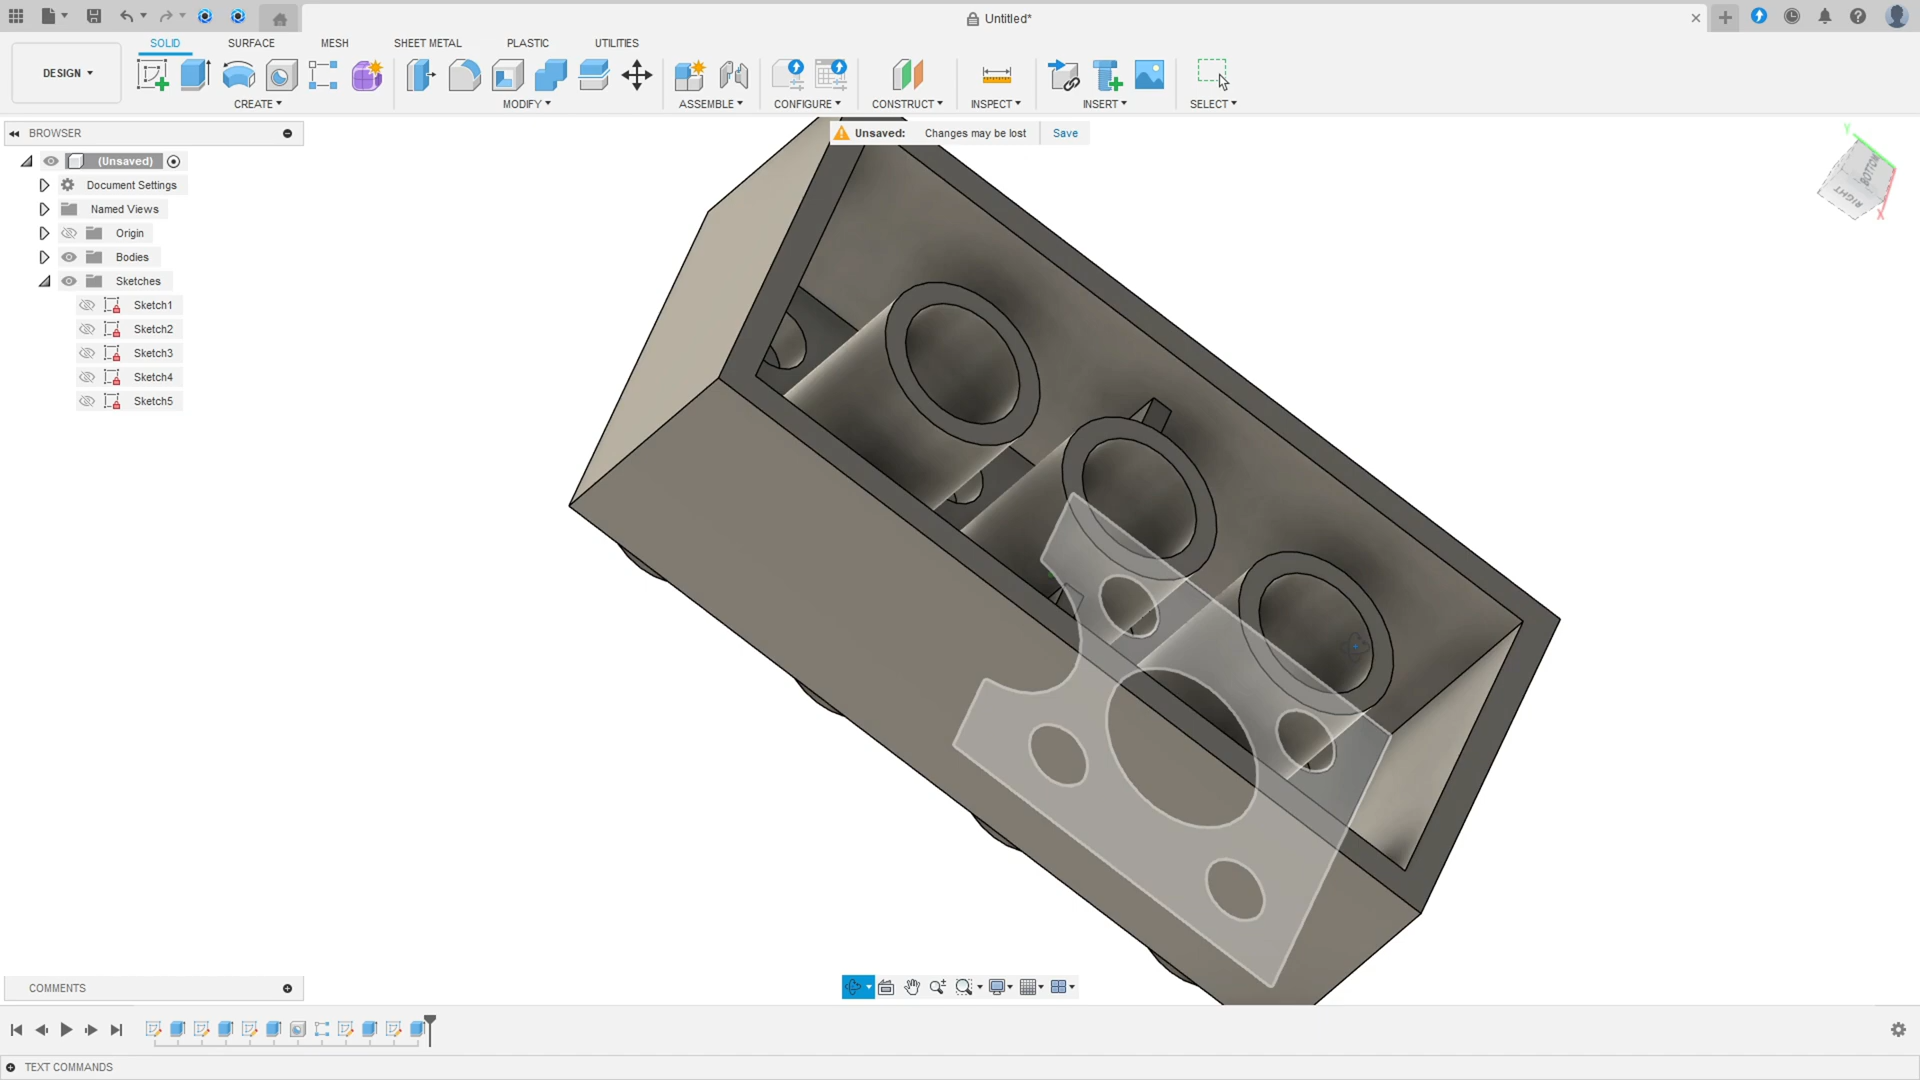 Untitled*
DESIGN
SOLID SURFACE MESH SHEET METAL PLASTIC UTILITIES
CREATE MODIFY ASSEMBLE CONFIGURE CONSTRUCT INSPECT INSERT SELECT
BROWSER
Unsaved: Changes may be lost Save
(Unsaved)
Document Settings
Named Views
Origin
Bodies
Sketches
Sketch1
Sketch2
Sketch3
Sketch4
Sketch5
Y
BOTTOM
RIGHT
X
COMMENTS
TEXT COMMANDS